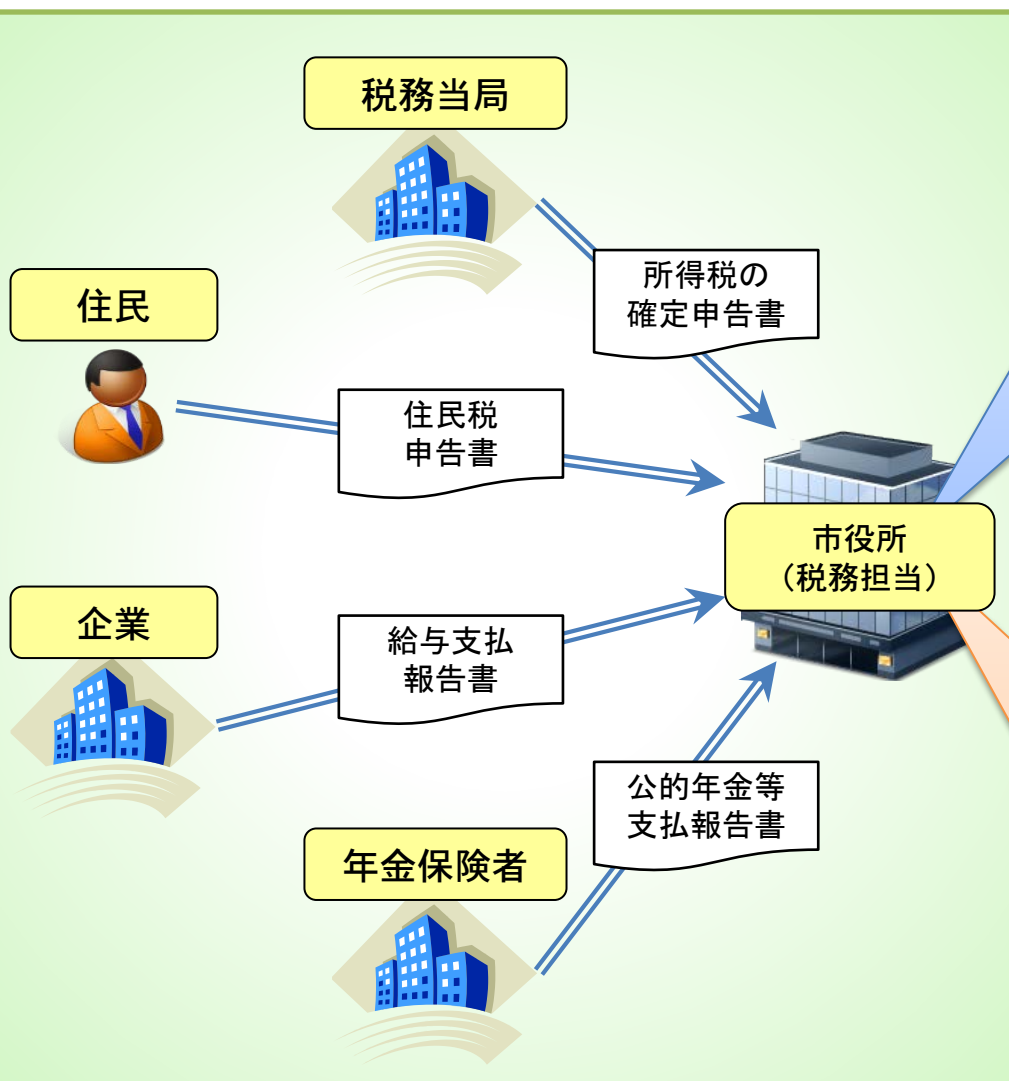 税務当局
所得税の
確定申告書
住民
住民税
申告書
市役所
（税務担当）
企業
給与支払
報告書
公的年金等
支払報告書
年金保険者